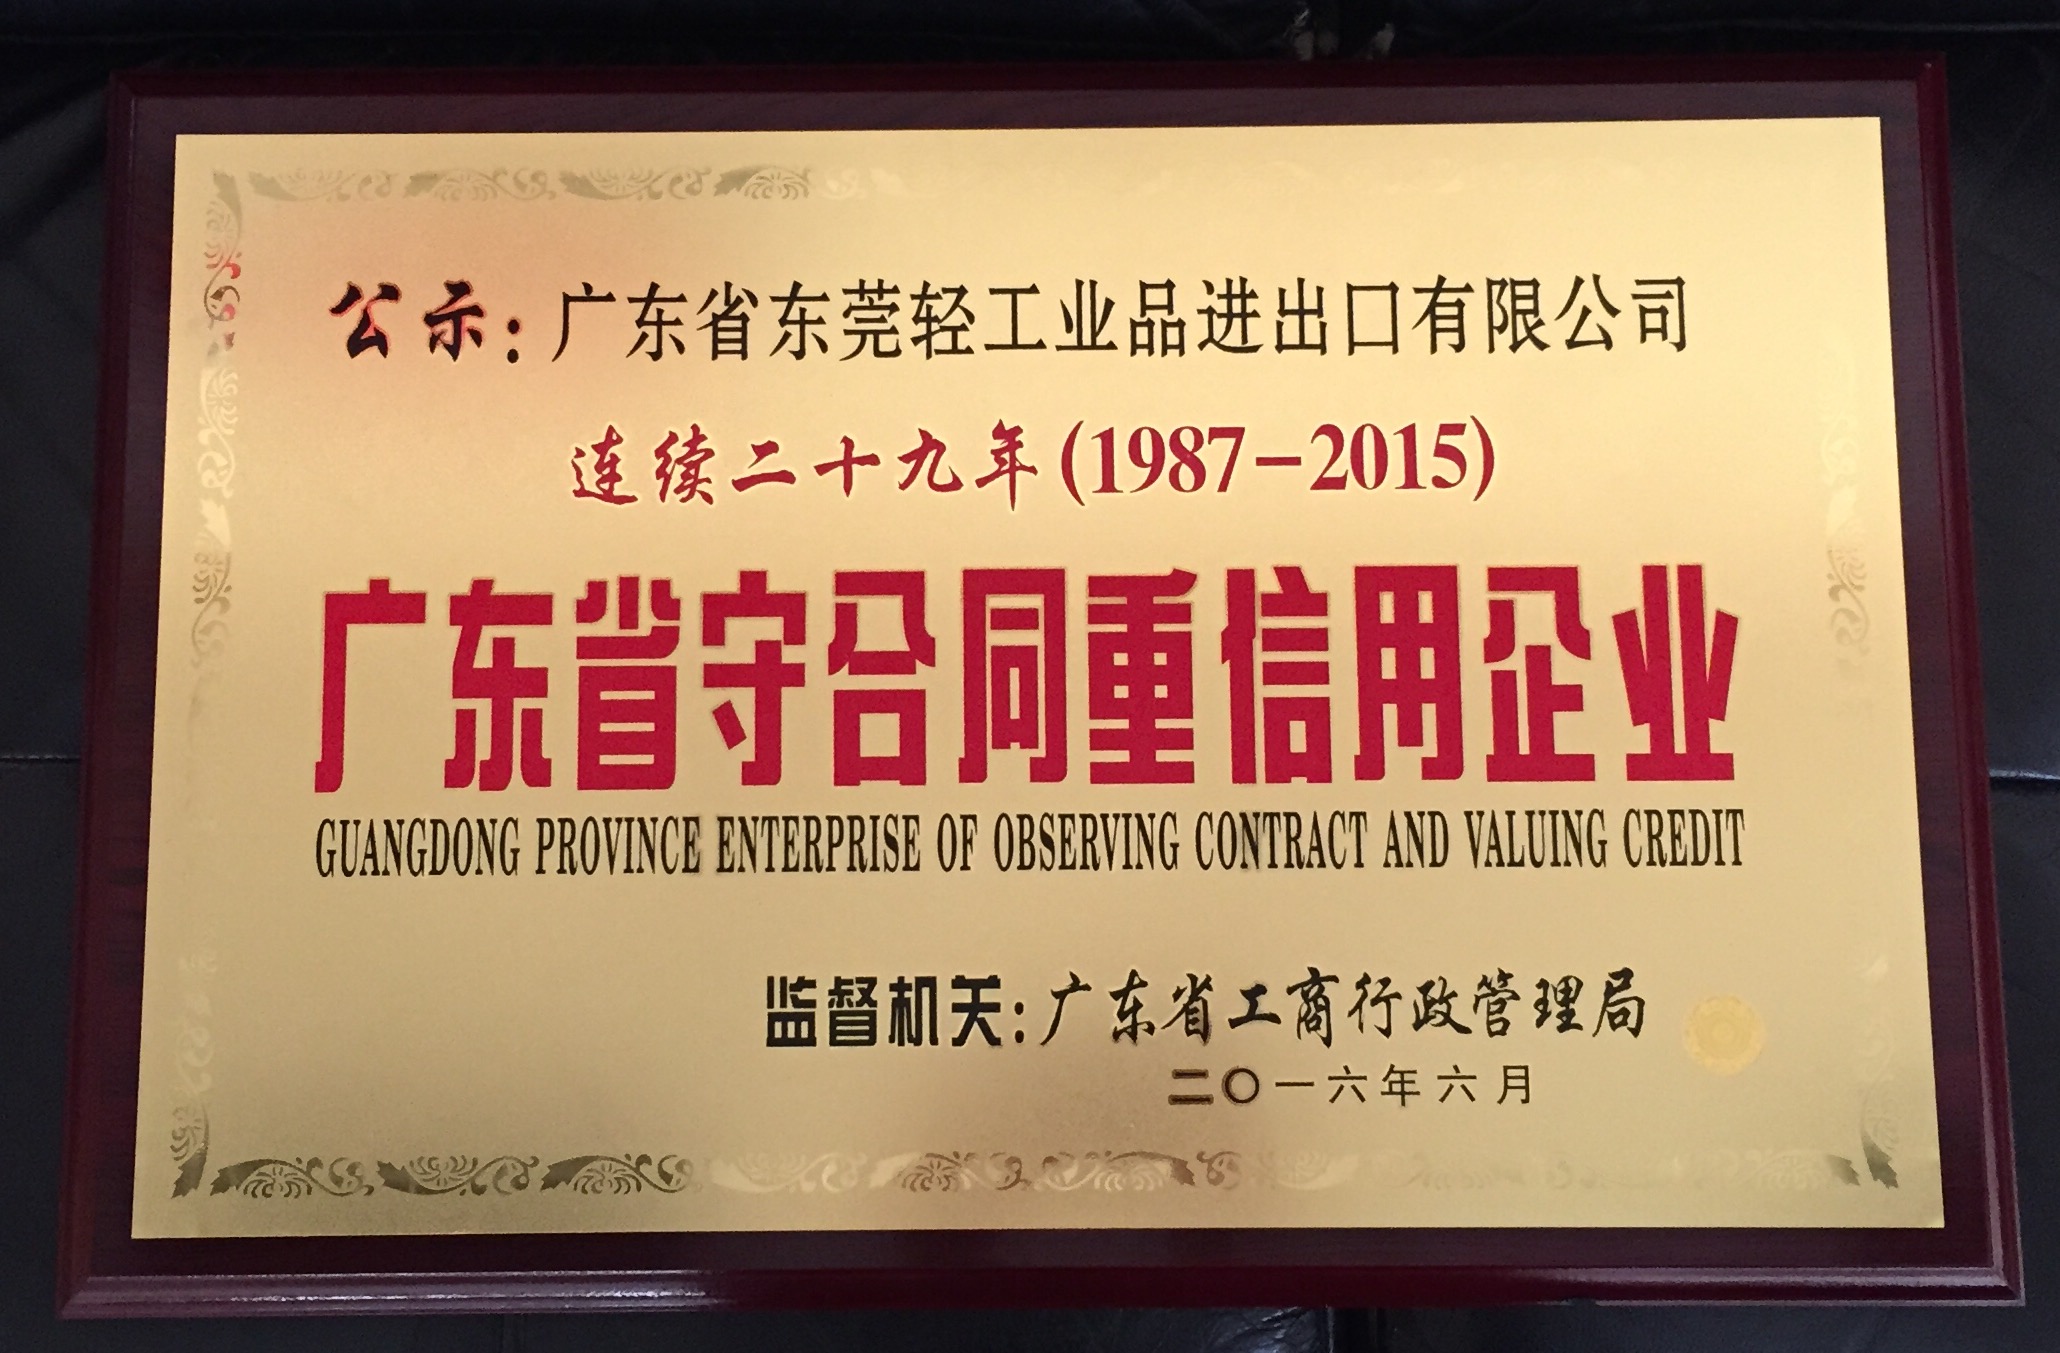 公示：广东省东莞轻工业品进出口有限公司
连续二十九年(1987-2015)
广东省守合同重信用企业
GUANGDONG PROVINCE ENTERPRISE OF OBSERVING CONTRACT AND VALUING CREDIT
监督机关：广东省工商行政管理局
二〇一六年六月